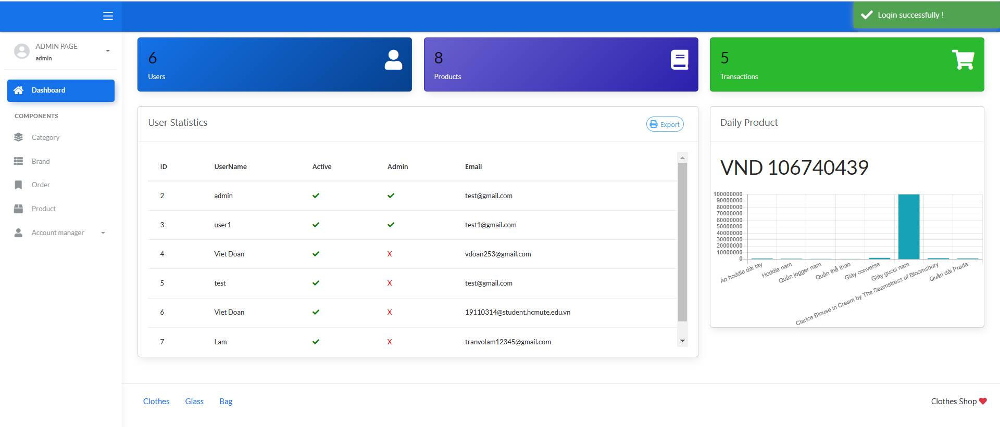 Login successfully !
ADMIN PAGE
admin
Dashboard
COMPONENTS
Category
Brand
Order
Product
Account manager
6
Users
8
Products
5
Transactions
User Statistics
Export
ID UserName Active Admin Email
2 admin test@gmail.com
3 user1 test1@gmail.com
4 Viet Doan X vdoan253@gmail.com
5 test X test@gmail.com
6 Viet Doan X 19110314@student.hcmute.edu.vn
7 Lam X tranvolam12345@gmail.com
Daily Product
VND 106740439
100000000
90000000
80000000
70000000
60000000
50000000
40000000
30000000
20000000
10000000
0
Áo hoddie dài tay
Hoddie nam
Quần jogger nam
Quần thể thao
Giày converse
Giày gucci nam
Clarice Blouse in Cream by The Seamstress of Bloomsbury
Quần dài Prada
Clothes Glass Bag
Clothes Shop